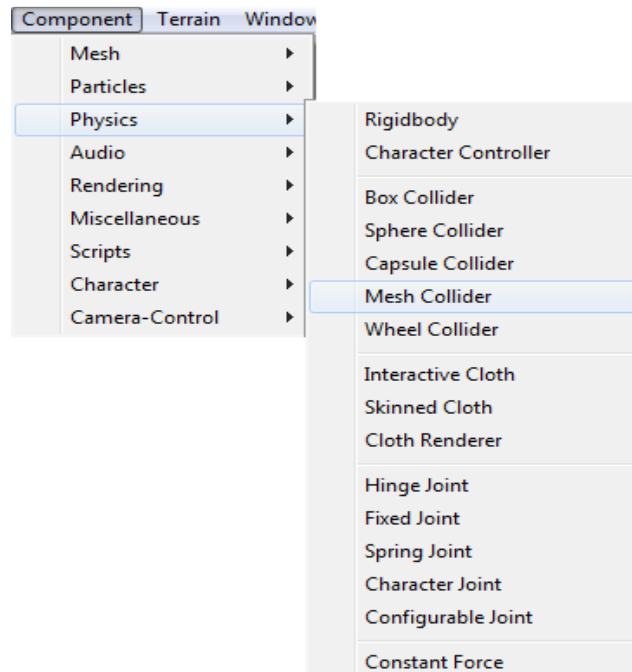 Component Terrain Window
Mesh
Particles
Physics
Audio
Rendering
Miscellaneous
Scripts
Character
Camera-Control
Rigidbody
Character Controller
Box Collider
Sphere Collider
Capsule Collider
Mesh Collider
Wheel Collider
Interactive Cloth
Skinned Cloth
Cloth Renderer
Hinge Joint
Fixed Joint
Spring Joint
Character Joint
Configurable Joint
Constant Force